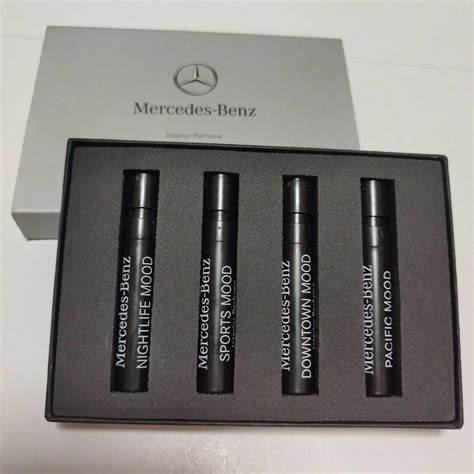 Mercedes-Benz
Interior Perfume
Mercedes-Benz
NIGHTLIFE MOOD
Mercedes-Benz
SPORTS MOOD
Mercedes-Benz
DOWNTOWN MOOD
Mercedes-Benz
PACIFIC MOOD